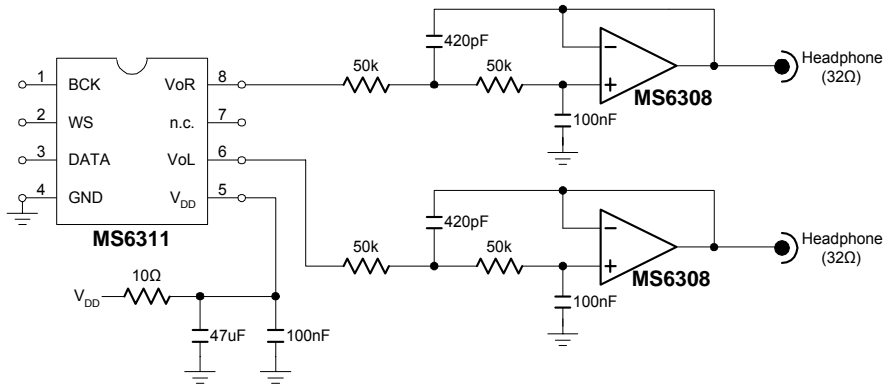 420pF
50k
50k
Headphone
(32Ω)
MS6308
100nF
1 BCK VoR 8
2 WS n.c. 7
3 DATA VoL 6
4 GND VDD 5
MS6311
420pF
50k
50k
Headphone
(32Ω)
MS6308
100nF
10Ω
VDD
47uF
100nF